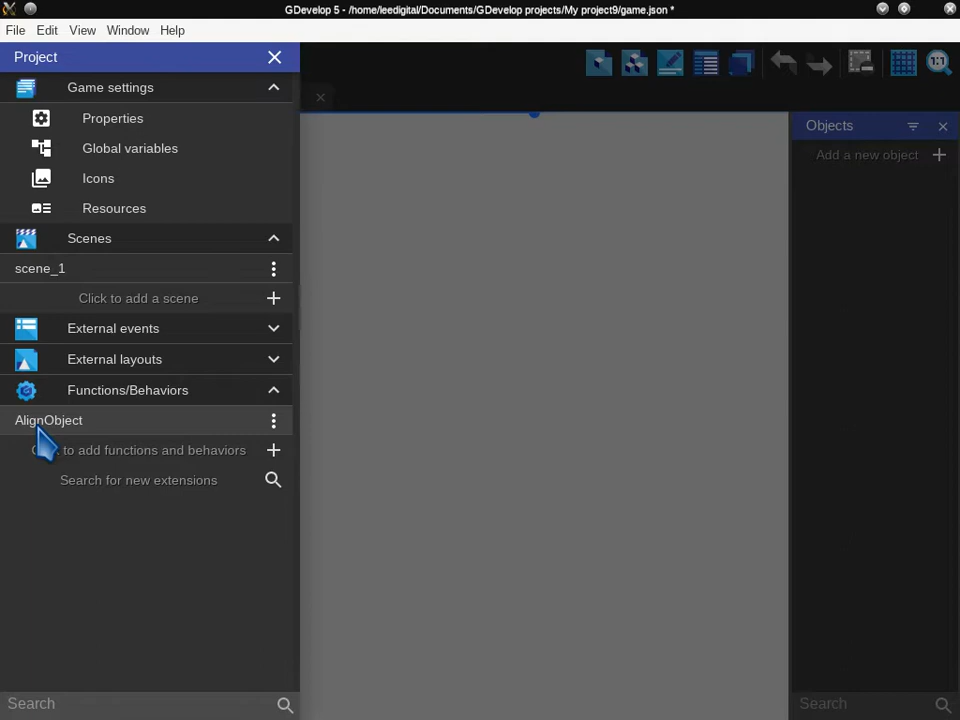 GDevelop 5 - /home/leedigital/Documents/GDevelop projects/My project9/game.json *
File Edit View Window Help
Project
Game settings
Properties
Global variables
Icons
Resources
Scenes
scene_1
Click to add a scene
External events
External layouts
Functions/Behaviors
AlignObject
to add functions and behaviors
Search for new extensions
Search
1:1
Objects
Add a new object
Search